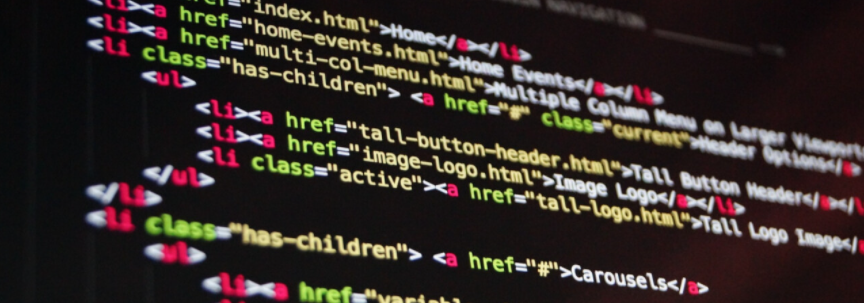 <li><a href="index.html">Home</a></li>
<li><a href="home-events.html">Home Events</a></li>
<li><a href="multi-col-menu.html">Multiple Column Menu on Larger Viewports
<li class="has-children"> <a href="#" class="current">Header Options</a>
<ul>
<li><a href="tall-button-header.html">Tall Button Header</a></li>
<li><a href="image-logo.html">Image Logo</a></li>
<li class="active"><a href="tall-logo.html">Tall Logo Image</a>
</ul>
</li>
<li class="has-children"> <a href="#">Carousels</a>
<ul>
<li><a href="variabl